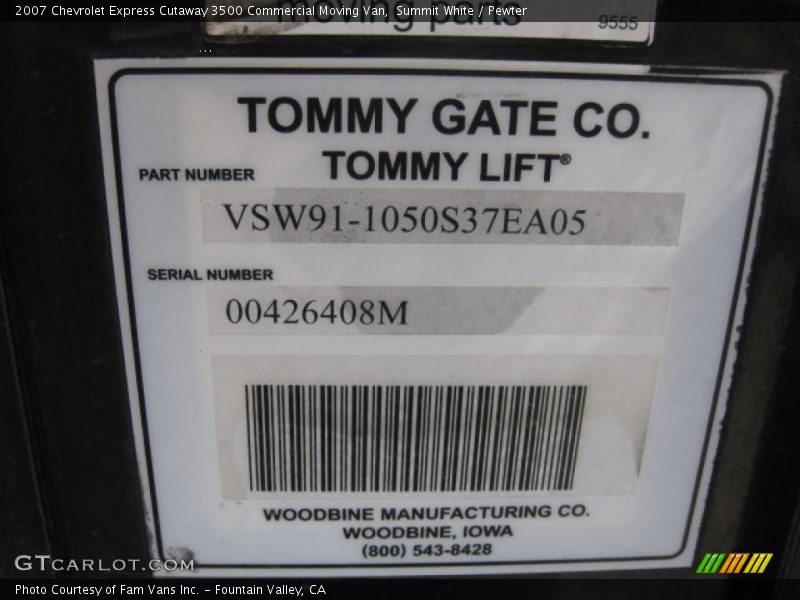 2007 Chevrolet Express Cutaway 3500 Commercial Moving Van, Summit White / Pewter
moving parts
9555
TOMMY GATE CO.
TOMMY LIFT®
PART NUMBER
VSW91-1050S37EA05
SERIAL NUMBER
00426408M
WOODBINE MANUFACTURING CO.
WOODBINE, IOWA
(800) 543-8428
GTCARLOT.COM
Photo Courtesy of Fam Vans Inc. - Fountain Valley, CA